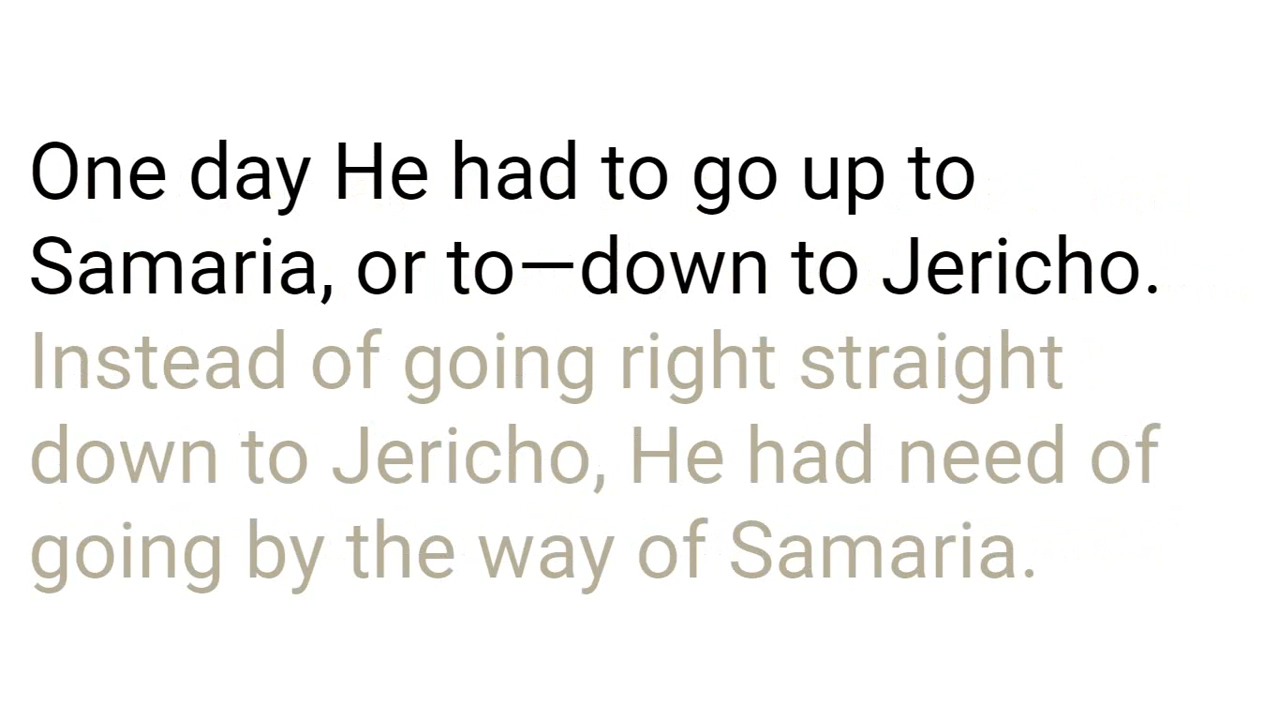 One day He had to go up to
Samaria, or to—down to Jericho.
Instead of going right straight
down to Jericho, He had need of
going by the way of Samaria.